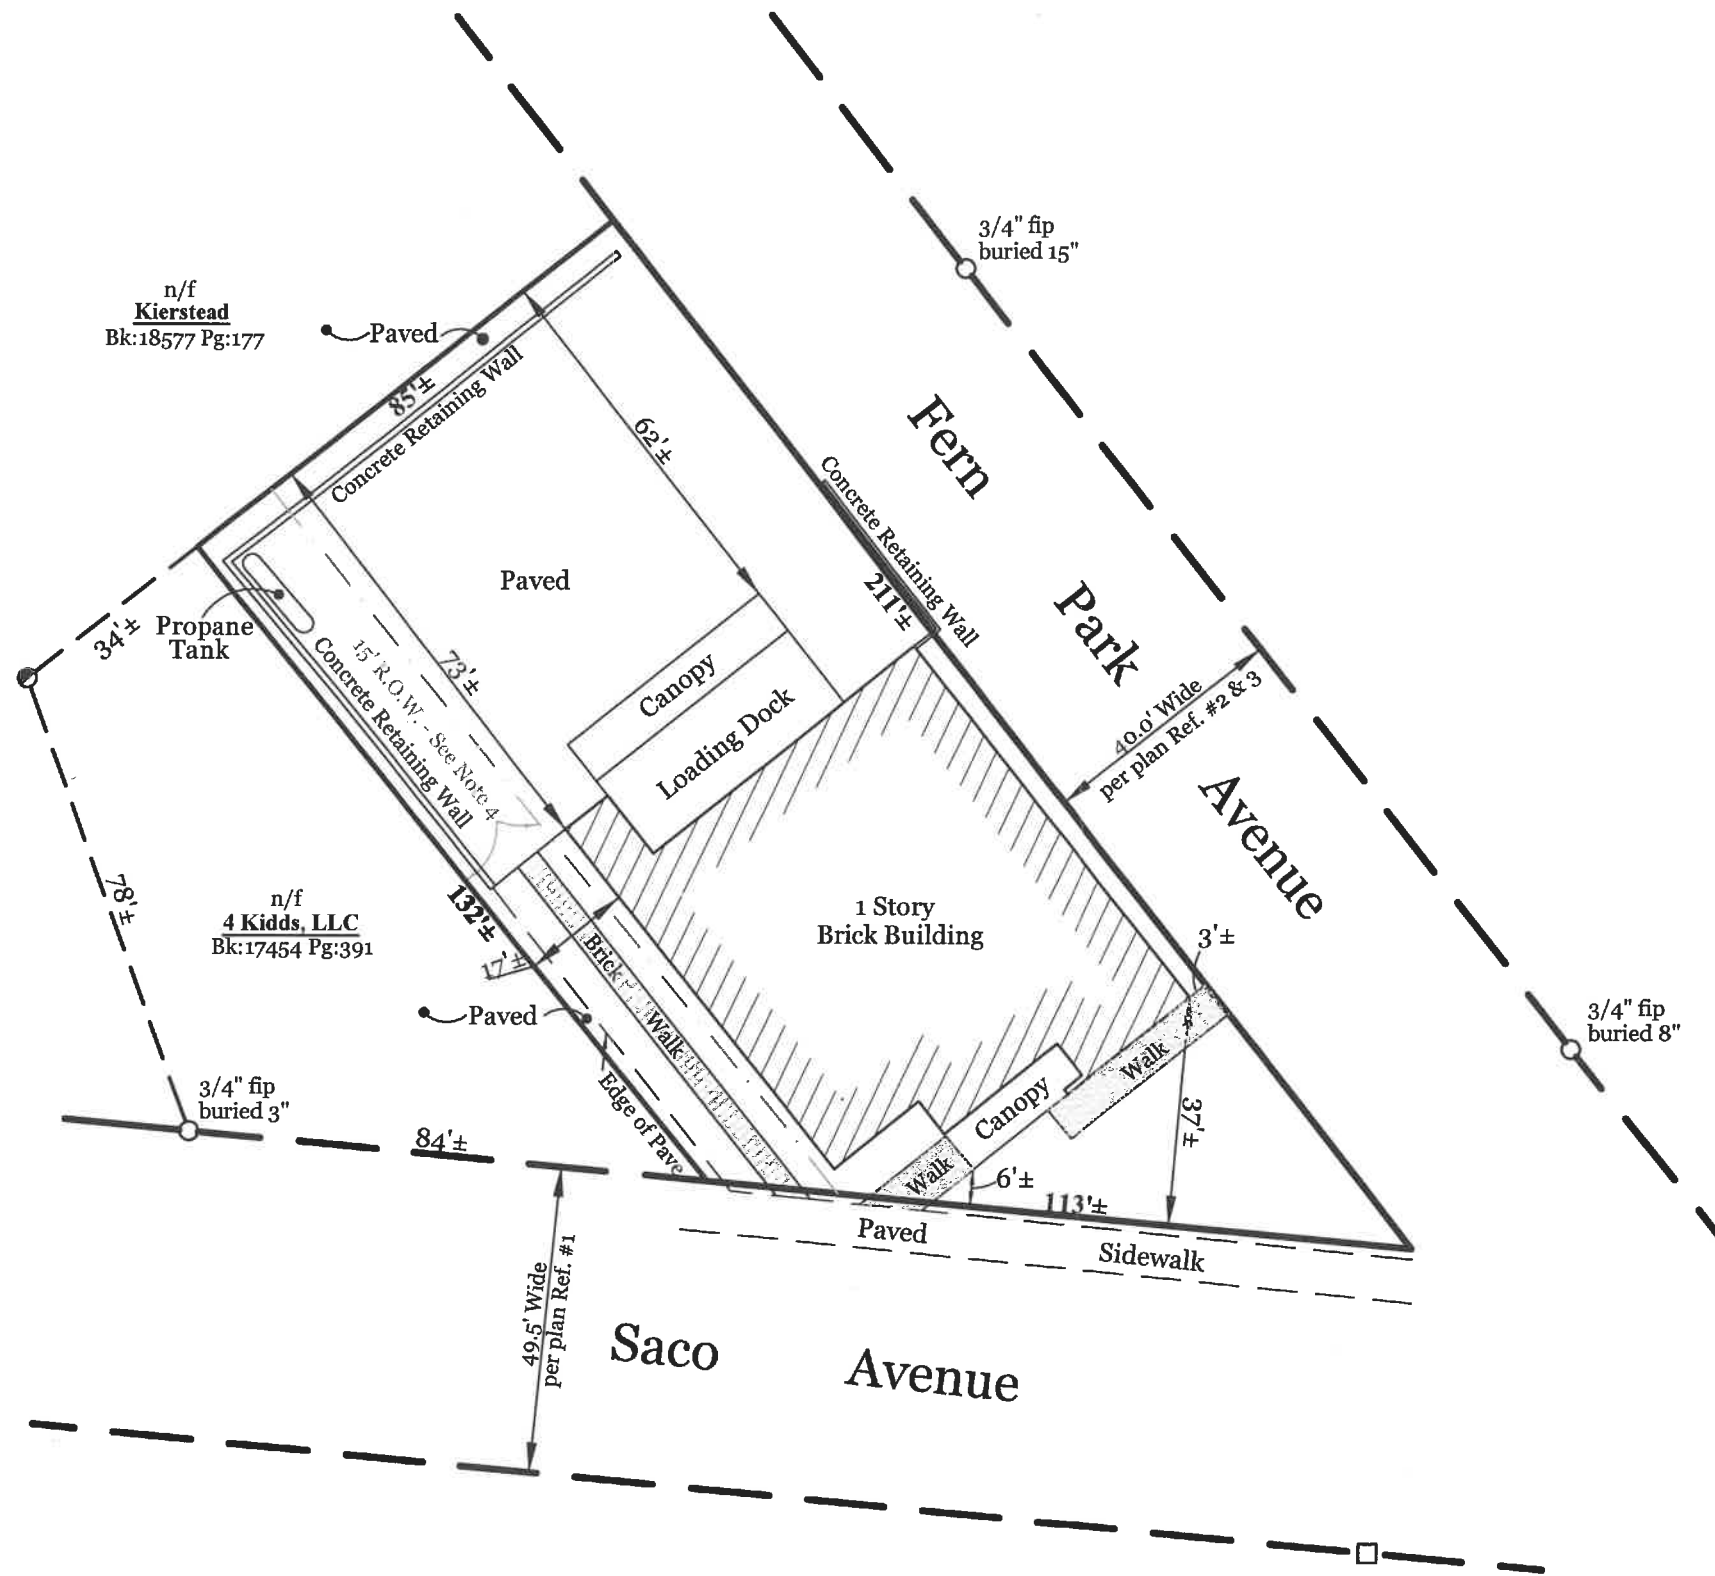 3/4" fip
buried 15"
n/f
Kierstead
Bk:18577 Pg:177
Paved
85'±
Concrete Retaining Wall
62'±
Fern
Park
Avenue
Concrete Retaining Wall
211'±
Paved
Propane
Tank
34'±
15' R.O.W. - See Note 4
Concrete Retaining Wall
73'±
Canopy
Loading Dock
40.0' Wide
per plan Ref. #2 & 3
78'±
n/f
4 Kidds, LLC
Bk:17454 Pg:391
132'±
17'±
Brick
Walk
1 Story
Brick Building
3'±
Paved
Edge of Pave
3/4" fip
buried 8"
Walk
Canopy
37'±
3/4" fip
buried 3"
84'±
Walk
6'±
113'±
Paved
Sidewalk
49.5' Wide
per plan Ref. #1
Saco
Avenue